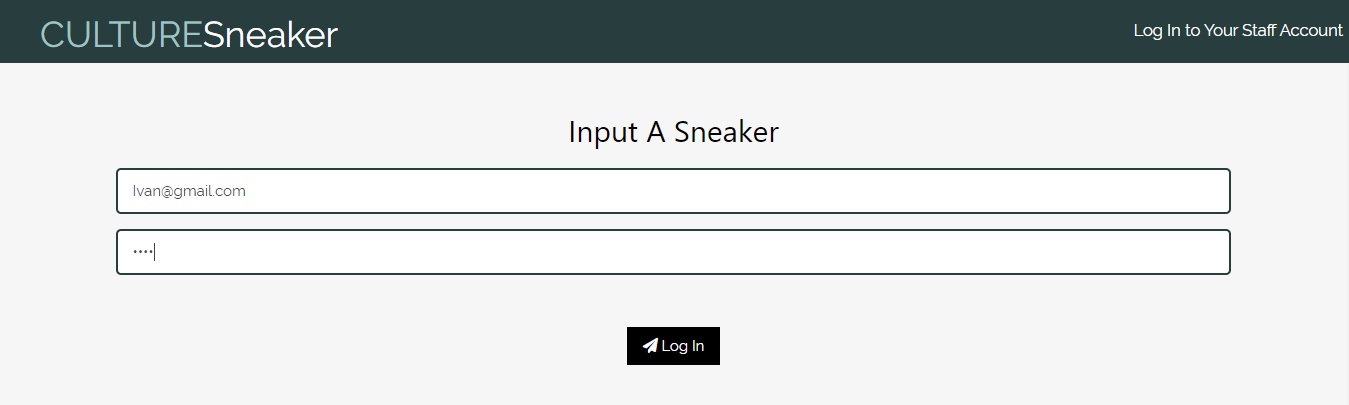 CULTURESneaker
Log In to Your Staff Account
Input A Sneaker
Ivan@gmail.com
••••
Log In